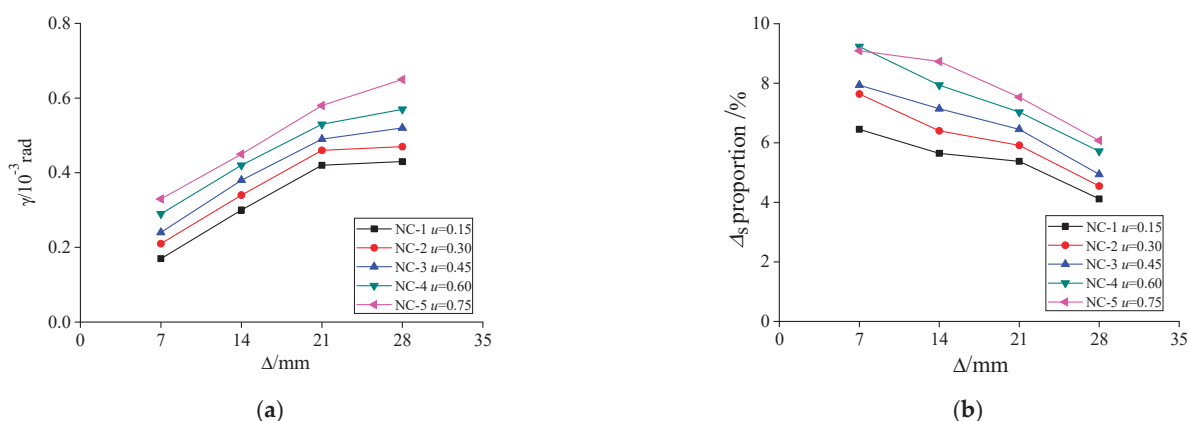 0.8
0.6
0.4
0.2
0.0
γ/10⁻³ rad
0 7 14 21 28 35
Δ/mm
NC-1 u=0.15
NC-2 u=0.30
NC-3 u=0.45
NC-4 u=0.60
NC-5 u=0.75
(a)
10
8
6
4
2
0
Δₛ proportion /%
0 7 14 21 28 35
Δ/mm
NC-1 u=0.15
NC-2 u=0.30
NC-3 u=0.45
NC-4 u=0.60
NC-5 u=0.75
(b)